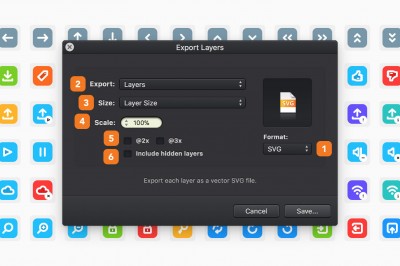 Export Layers
2 Export: Layers
3 Size: Layer Size
4 Scale: 100%
5 @2x @3x
6 Include hidden layers
SVG
Format:
SVG 1
Export each layer as a vector SVG file.
Cancel Save...